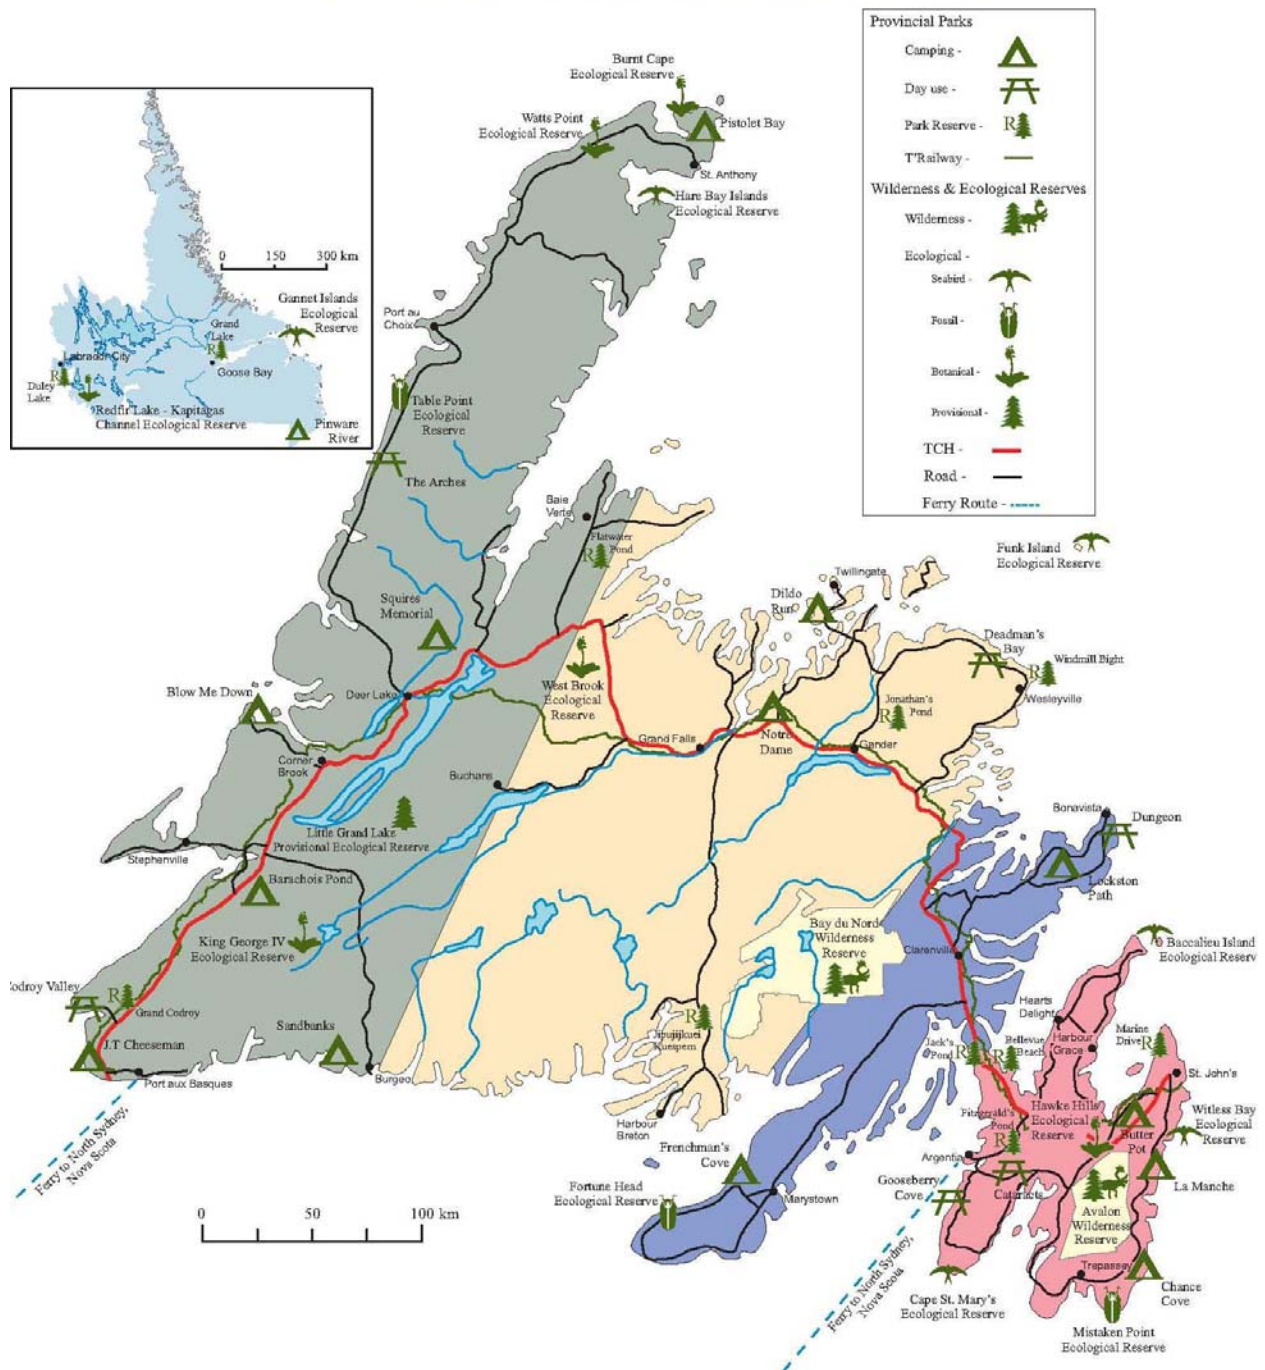 Provincial Parks
Camping -
Day use -
Park Reserve -
R
T'Railway -
Wilderness & Ecological Reserves
Wilderness -
Ecological -
Seabird -
Fossil -
Botanical -
Provisional -
TCH -
Road -
Ferry Route -
Burnt Cape
Ecological Reserve
Watts Point
Ecological Reserve
Pistolet Bay
St. Anthony
Hare Bay Islands
Ecological Reserve
0 150 300 km
Gannet Islands
Ecological
Reserve
Grand
Lake
R
Goose Bay
Labrador City
R
Duley
Lake
Redfir Lake - Kapitagas
Channel Ecological Reserve
Pinware
River
Port au
Choix
Table Point
Ecological
Reserve
The Arches
Baie
Verte
Flatwater
Pond
R
Funk Island
Ecological Reserve
Twillingate
Dildo
Run
Squires
Memorial
Deadman's
Bay
Windmill Bight
R
Wesleyville
Blow Me Down
Deer Lake
West Brook
Ecological
Reserve
Jonathan's
Pond
R
Grand Falls
Notre
Dame
Gander
Corner
Brook
Buchans
Little Grand Lake
Provisional Ecological Reserve
Bonavista
Dungeon
Stephenville
Barachois Pond
Lockston
Path
King George IV
Ecological Reserve
Bay du Nord
Wilderness
Reserve
Clarenville
Baccalieu Island
Ecological Reserv
Codroy Valley
R
Grand Codroy
Sandbanks
J.T Cheeseman
Port aux Basques
Burgeo
R
Jipujijkuei
Kuespem
Hearts
Delight
Harbour
Grace
Marine
Drive
R
Jack's
Pond
R
R
Bellevue
Beach
St. John's
Harbour
Breton
Fitzgerald's
Pond
R
Hawke Hills
Ecological
Reserve
Butter
Pot
Witless Bay
Ecological
Reserve
Ferry to North Sydney,
Nova Scota
Frenchman's
Cove
Argentia
Gooseberry
Cove
Cataracts
La Manche
Fortune Head
Ecological Reserve
Marystown
Avalon
Wilderness
Reserve
0 50 100 km
Trepassey
Chance
Cove
Ferry to North Sydney,
Nova Scota
Cape St. Mary's
Ecological Reserve
Mistaken Point
Ecological Reserve